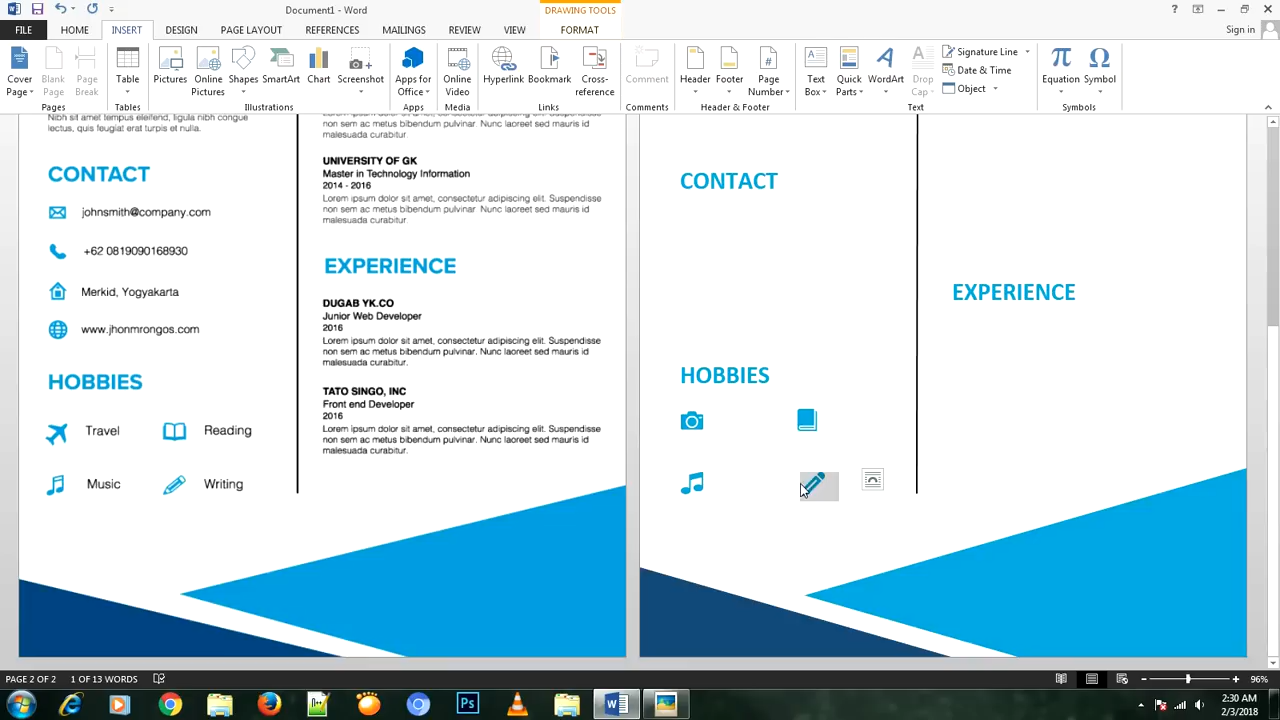 Document1 - Word
DRAWING TOOLS
?
FILE
HOME
INSERT
DESIGN
PAGE LAYOUT
REFERENCES
MAILINGS
REVIEW
VIEW
FORMAT
Sign in
Cover Page
Blank Page
Page Break
Table
Pictures
Online Pictures
Shapes
SmartArt
Chart
Screenshot
Apps for Office
Online Video
Hyperlink
Bookmark
Cross-reference
Comment
Header
Footer
Page Number
Text Box
Quick Parts
WordArt
Drop Cap
Signature Line
Date & Time
Object
Equation
Symbol
Pages
Tables
Illustrations
Apps
Media
Links
Comments
Header & Footer
Text
Symbols
Nibh sit amet tempus eleifend, ligula nibh congue
lectus, quis feugiat erat turpis et nulla.
CONTACT
johnsmith@company.com
+62 0819090168930
Merkid, Yogyakarta
www.jhonmrongos.com
HOBBIES
Travel
Reading
Music
Writing
malesuada curabitur.
UNIVERSITY OF GK
Master in Technology Information
2014 - 2016
Lorem ipsum dolor sit amet, consectetur adipiscing elit. Suspendisse
non sem ac metus bibendum pulvinar. Nunc laoreet sed mauris id
malesuada curabitur.
EXPERIENCE
DUGAB YK.CO
Junior Web Developer
2016
Lorem ipsum dolor sit amet, consectetur adipiscing elit. Suspendisse
non sem ac metus bibendum pulvinar. Nunc laoreet sed mauris id
malesuada curabitur.
TATO SINGO, INC
Front end Developer
2016
Lorem ipsum dolor sit amet, consectetur adipiscing elit. Suspendisse
non sem ac metus bibendum pulvinar. Nunc laoreet sed mauris id
malesuada curabitur.
CONTACT
EXPERIENCE
HOBBIES
PAGE 2 OF 2
1 OF 13 WORDS
96%
Ps
2:30 AM
2/3/2018